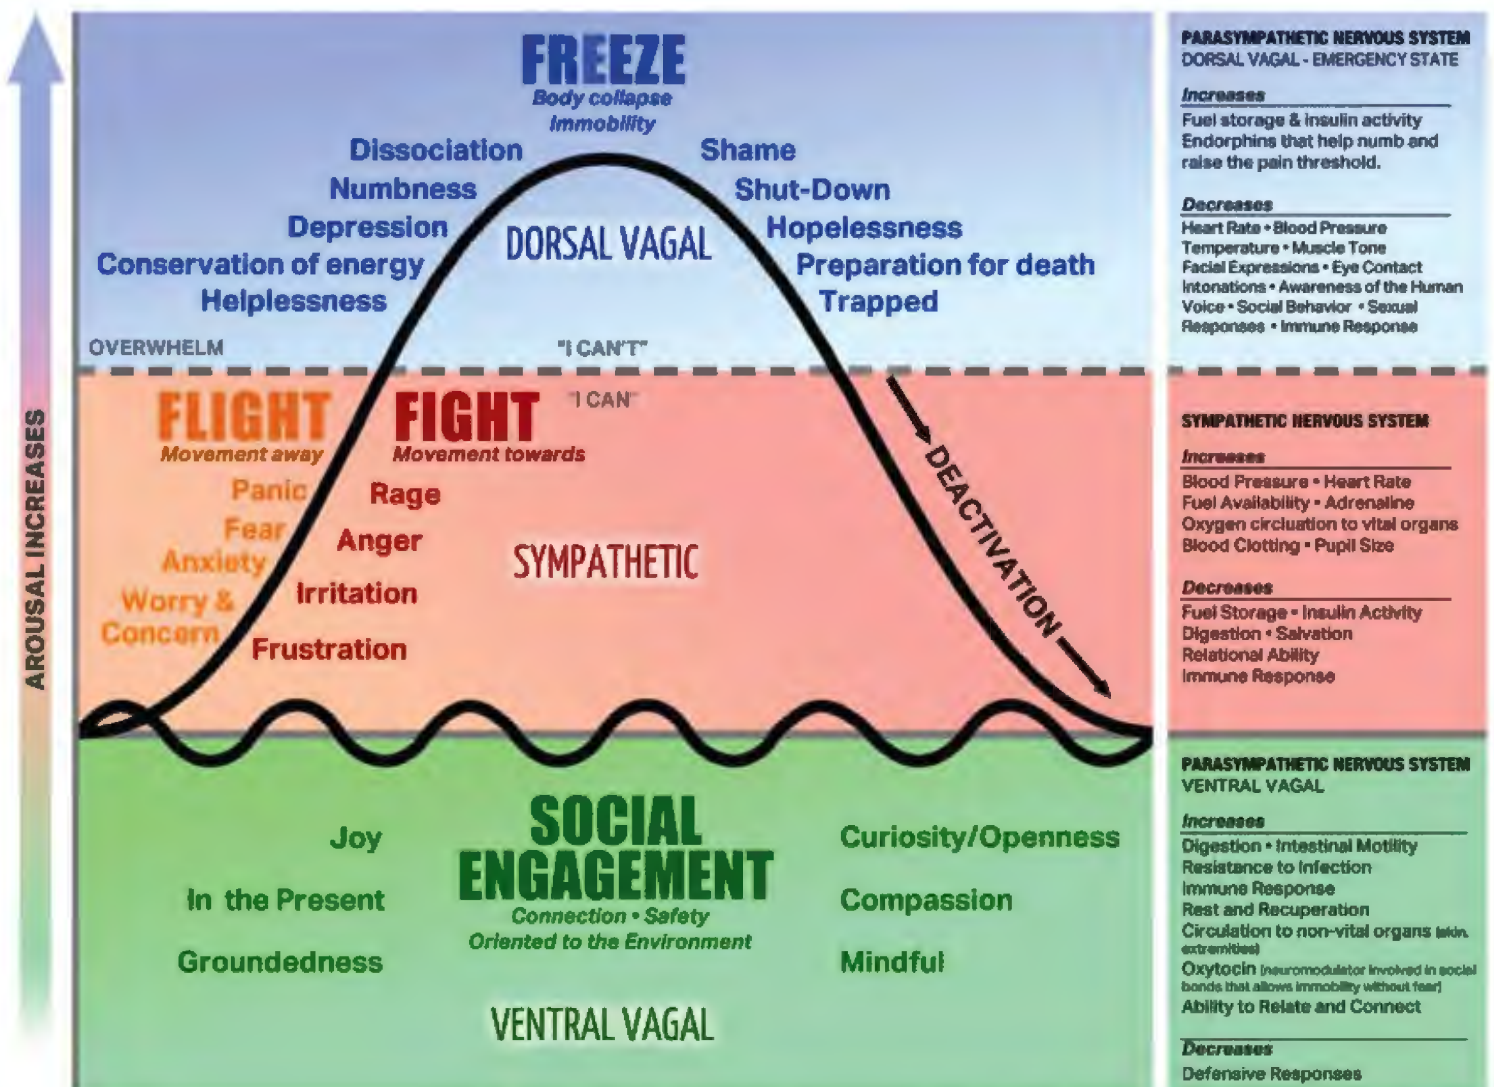 AROUSAL INCREASES
FREEZE
Body collapse
Immobility
Dissociation
Numbness
Depression
Conservation of energy
Helplessness
Shame
Shut-Down
Hopelessness
Preparation for death
Trapped
DORSAL VAGAL
OVERWHELM
"I CAN'T"
"I CAN"
FLIGHT
Movement away
Panic
Fear
Anxiety
Worry &
Concern
FIGHT
Movement towards
Rage
Anger
Irritation
Frustration
SYMPATHETIC
DEACTIVATION
SOCIAL
ENGAGEMENT
Connection • Safety
Oriented to the Environment
Joy
In the Present
Groundedness
Curiosity/Openness
Compassion
Mindful
VENTRAL VAGAL
PARASYMPATHETIC NERVOUS SYSTEM
DORSAL VAGAL - EMERGENCY STATE
Increases
Fuel storage & insulin activity
Endorphins that help numb and
raise the pain threshold.
Decreases
Heart Rate • Blood Pressure
Temperature • Muscle Tone
Facial Expressions • Eye Contact
Intonations • Awareness of the Human
Voice • Social Behavior • Sexual
Responses • Immune Response
SYMPATHETIC NERVOUS SYSTEM
Increases
Blood Pressure • Heart Rate
Fuel Availability • Adrenaline
Oxygen circluation to vital organs
Blood Clotting • Pupil Size
Decreases
Fuel Storage • Insulin Activity
Digestion • Salvation
Relational Ability
Immune Response
PARASYMPATHETIC NERVOUS SYSTEM
VENTRAL VAGAL
Increases
Digestion • Intestinal Motility
Resistance to Infection
Immune Response
Rest and Recuperation
Circulation to non-vital organs (skin,
extremities)
Oxytocin (neuromodulator involved in social
bonds that allows immobility without fear)
Ability to Relate and Connect
Decreases
Defensive Responses